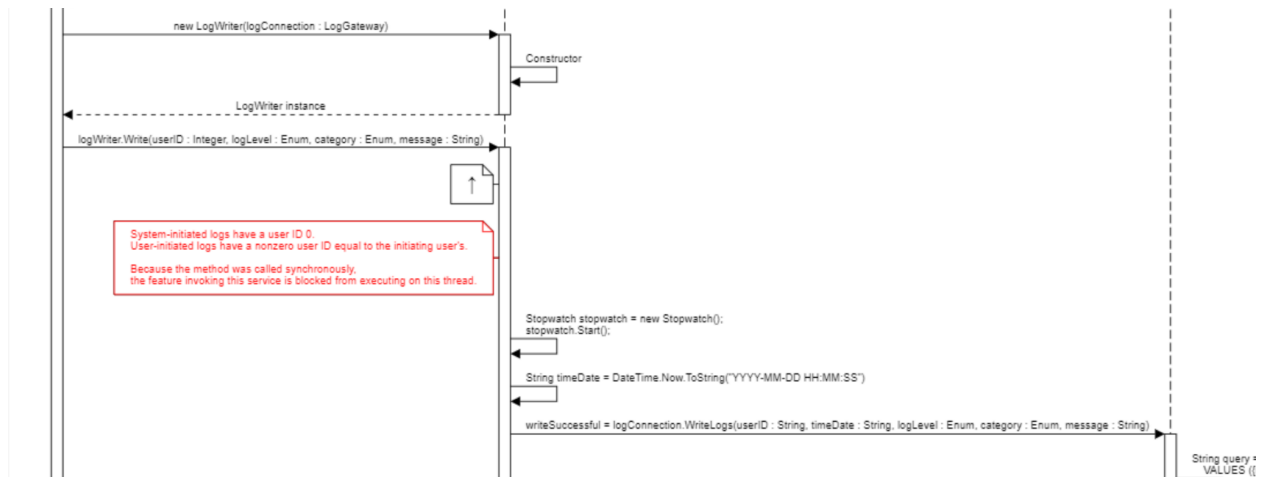 new LogWriter(logConnection : LogGateway)
Constructor
LogWriter instance
logWriter.Write(userID : Integer, logLevel : Enum, category : Enum, message : String)
↑
System-initiated logs have a user ID 0.
User-initiated logs have a nonzero user ID equal to the initiating user's.
Because the method was called synchronously,
the feature invoking this service is blocked from executing on this thread.
Stopwatch stopwatch = new Stopwatch();
stopwatch.Start();
String timeDate = DateTime.Now.ToString("YYYY-MM-DD HH:MM:SS")
writeSuccessful = logConnection.WriteLogs(userID : String, timeDate : String, logLevel : Enum, category : Enum, message : String)
String query =
VALUES ({